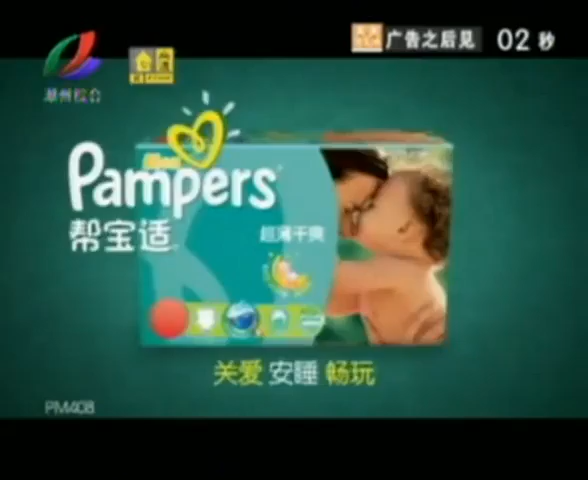 广告之后见 02 秒
潮州综合
Pampers
帮宝适
超薄干爽
关爱 安睡 畅玩
PM408